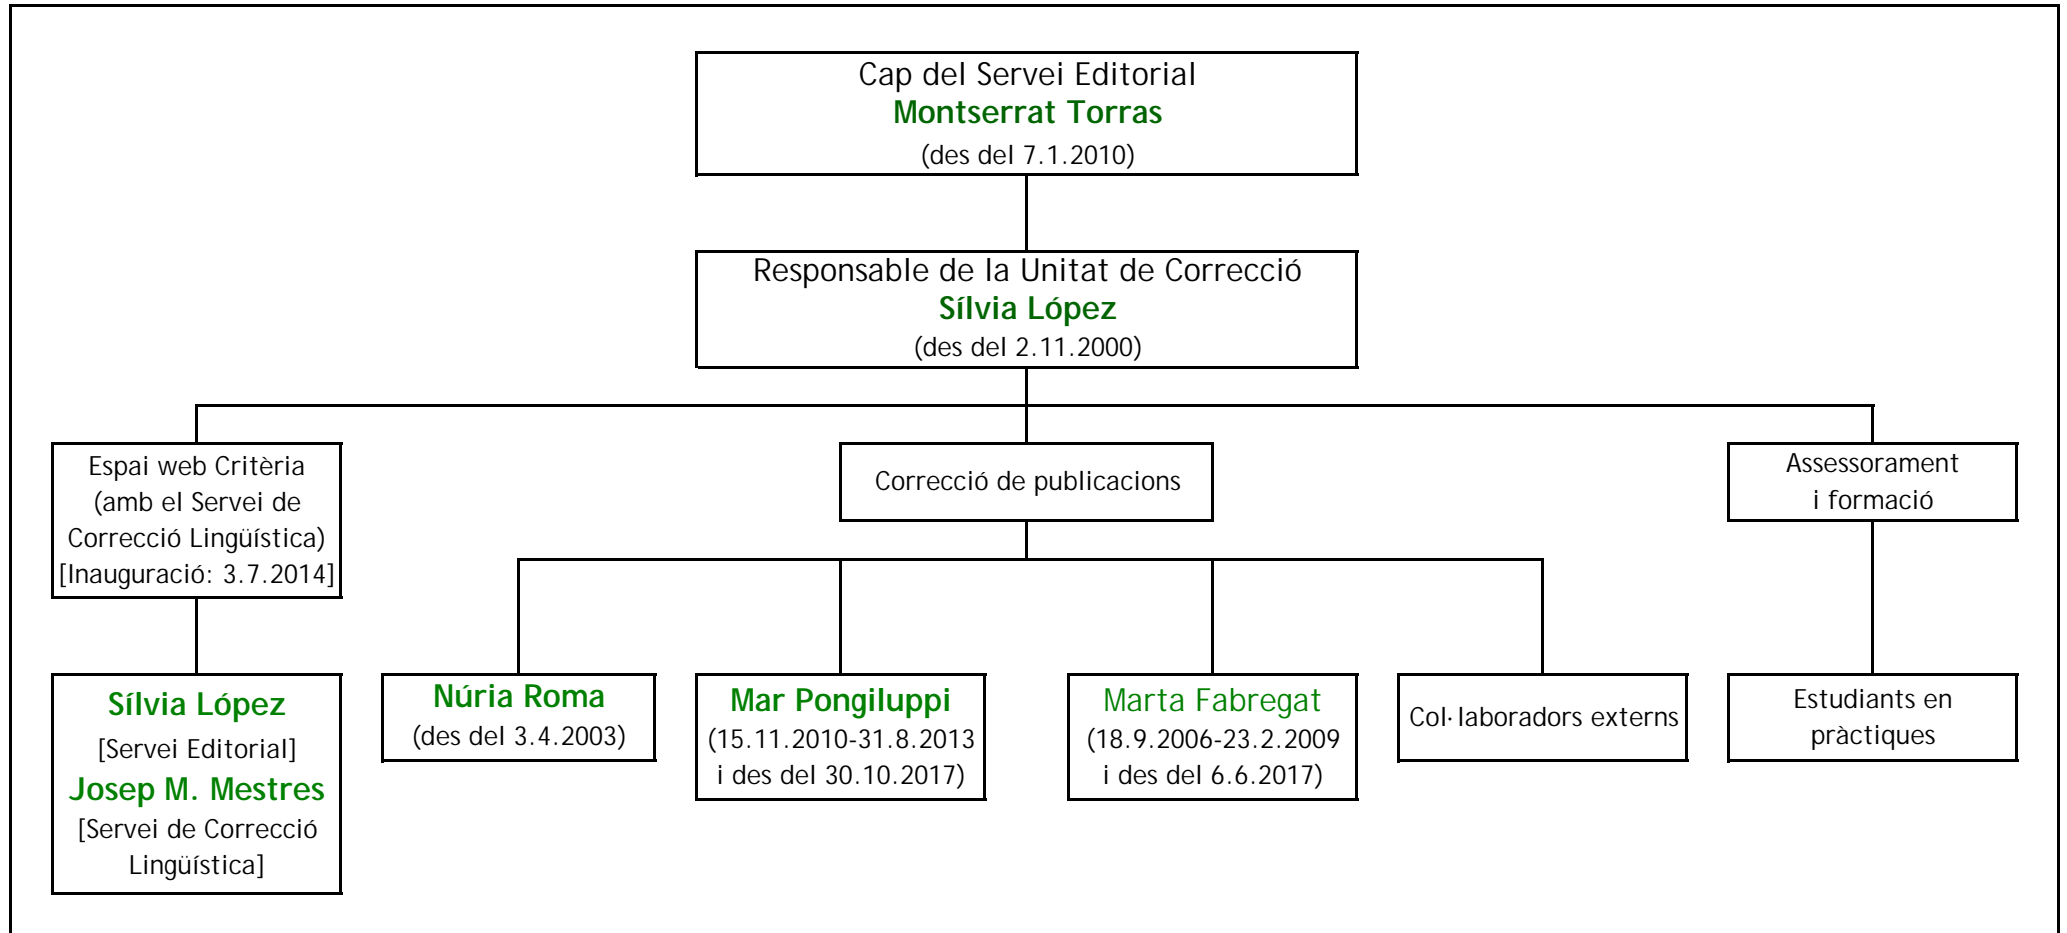 Cap del Servei Editorial
Montserrat Torras
(des del 7.1.2010)
Responsable de la Unitat de Correcció
Sílvia López
(des del 2.11.2000)
Espai web Critèria
(amb el Servei de
Correcció Lingüística)
[Inauguració: 3.7.2014]
Correcció de publicacions
Assessorament
i formació
Sílvia López
[Servei Editorial]
Josep M. Mestres
[Servei de Correcció
Lingüística]
Núria Roma
(des del 3.4.2003)
Mar Pongiluppi
(15.11.2010-31.8.2013
i des del 30.10.2017)
Marta Fabregat
(18.9.2006-23.2.2009
i des del 6.6.2017)
Col·laboradors externs
Estudiants en
pràctiques